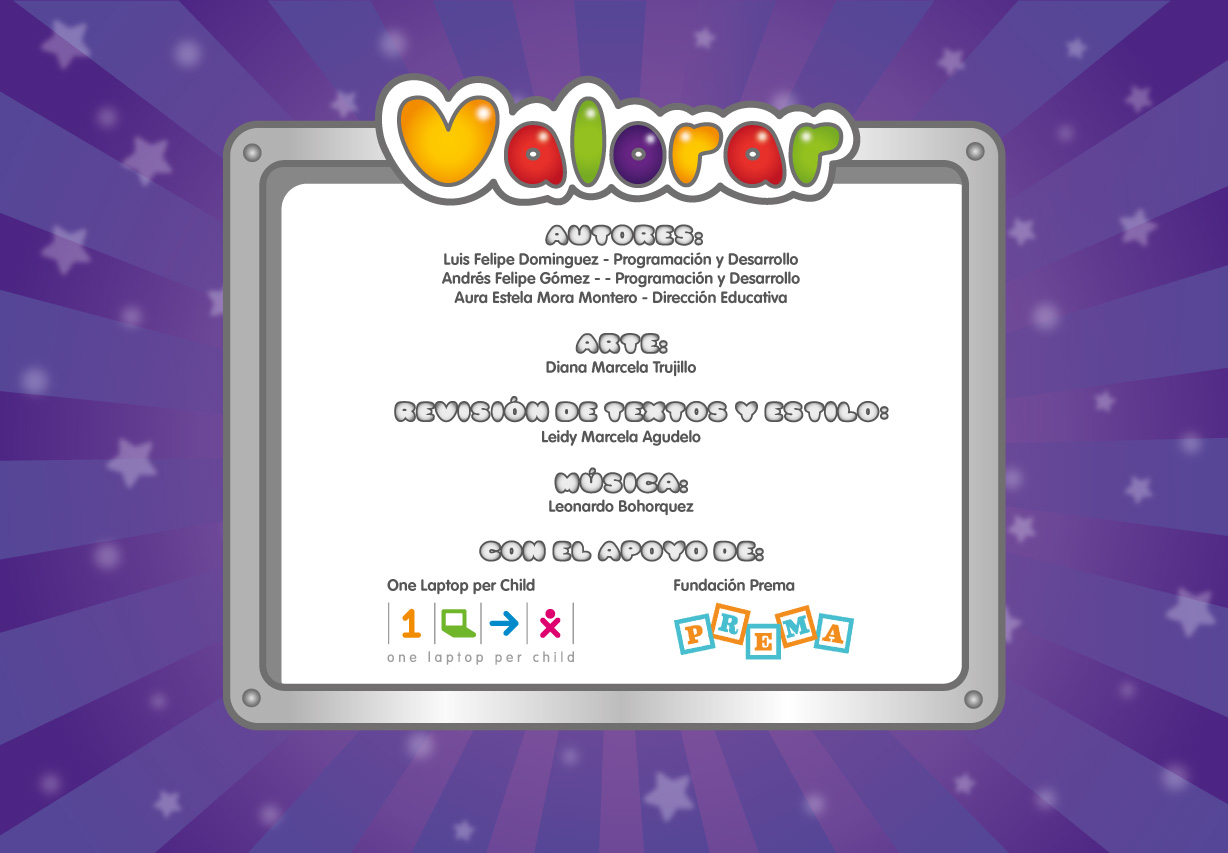 Valorar
AUTORES:
Luis Felipe Dominguez - Programación y Desarrollo
Andrés Felipe Gómez - - Programación y Desarrollo
Aura Estela Mora Montero - Dirección Educativa
ARTE:
Diana Marcela Trujillo
REVISIÓN DE TEXTOS Y ESTILO:
Leidy Marcela Agudelo
MÚSICA:
Leonardo Bohorquez
CON EL APOYO DE:
One Laptop per Child Fundación Prema
1 PREMA
one laptop per child